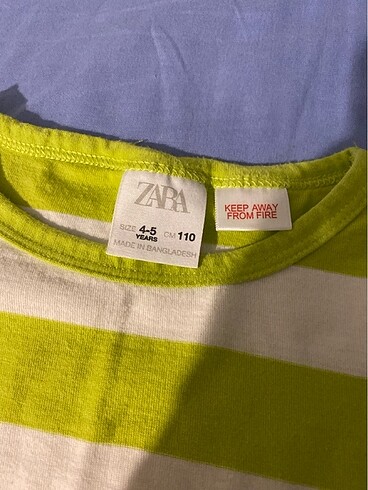 ZARA
SIZE 4-5 YEARS CM 110
MADE IN BANGLADESH
KEEP AWAY
FROM FIRE